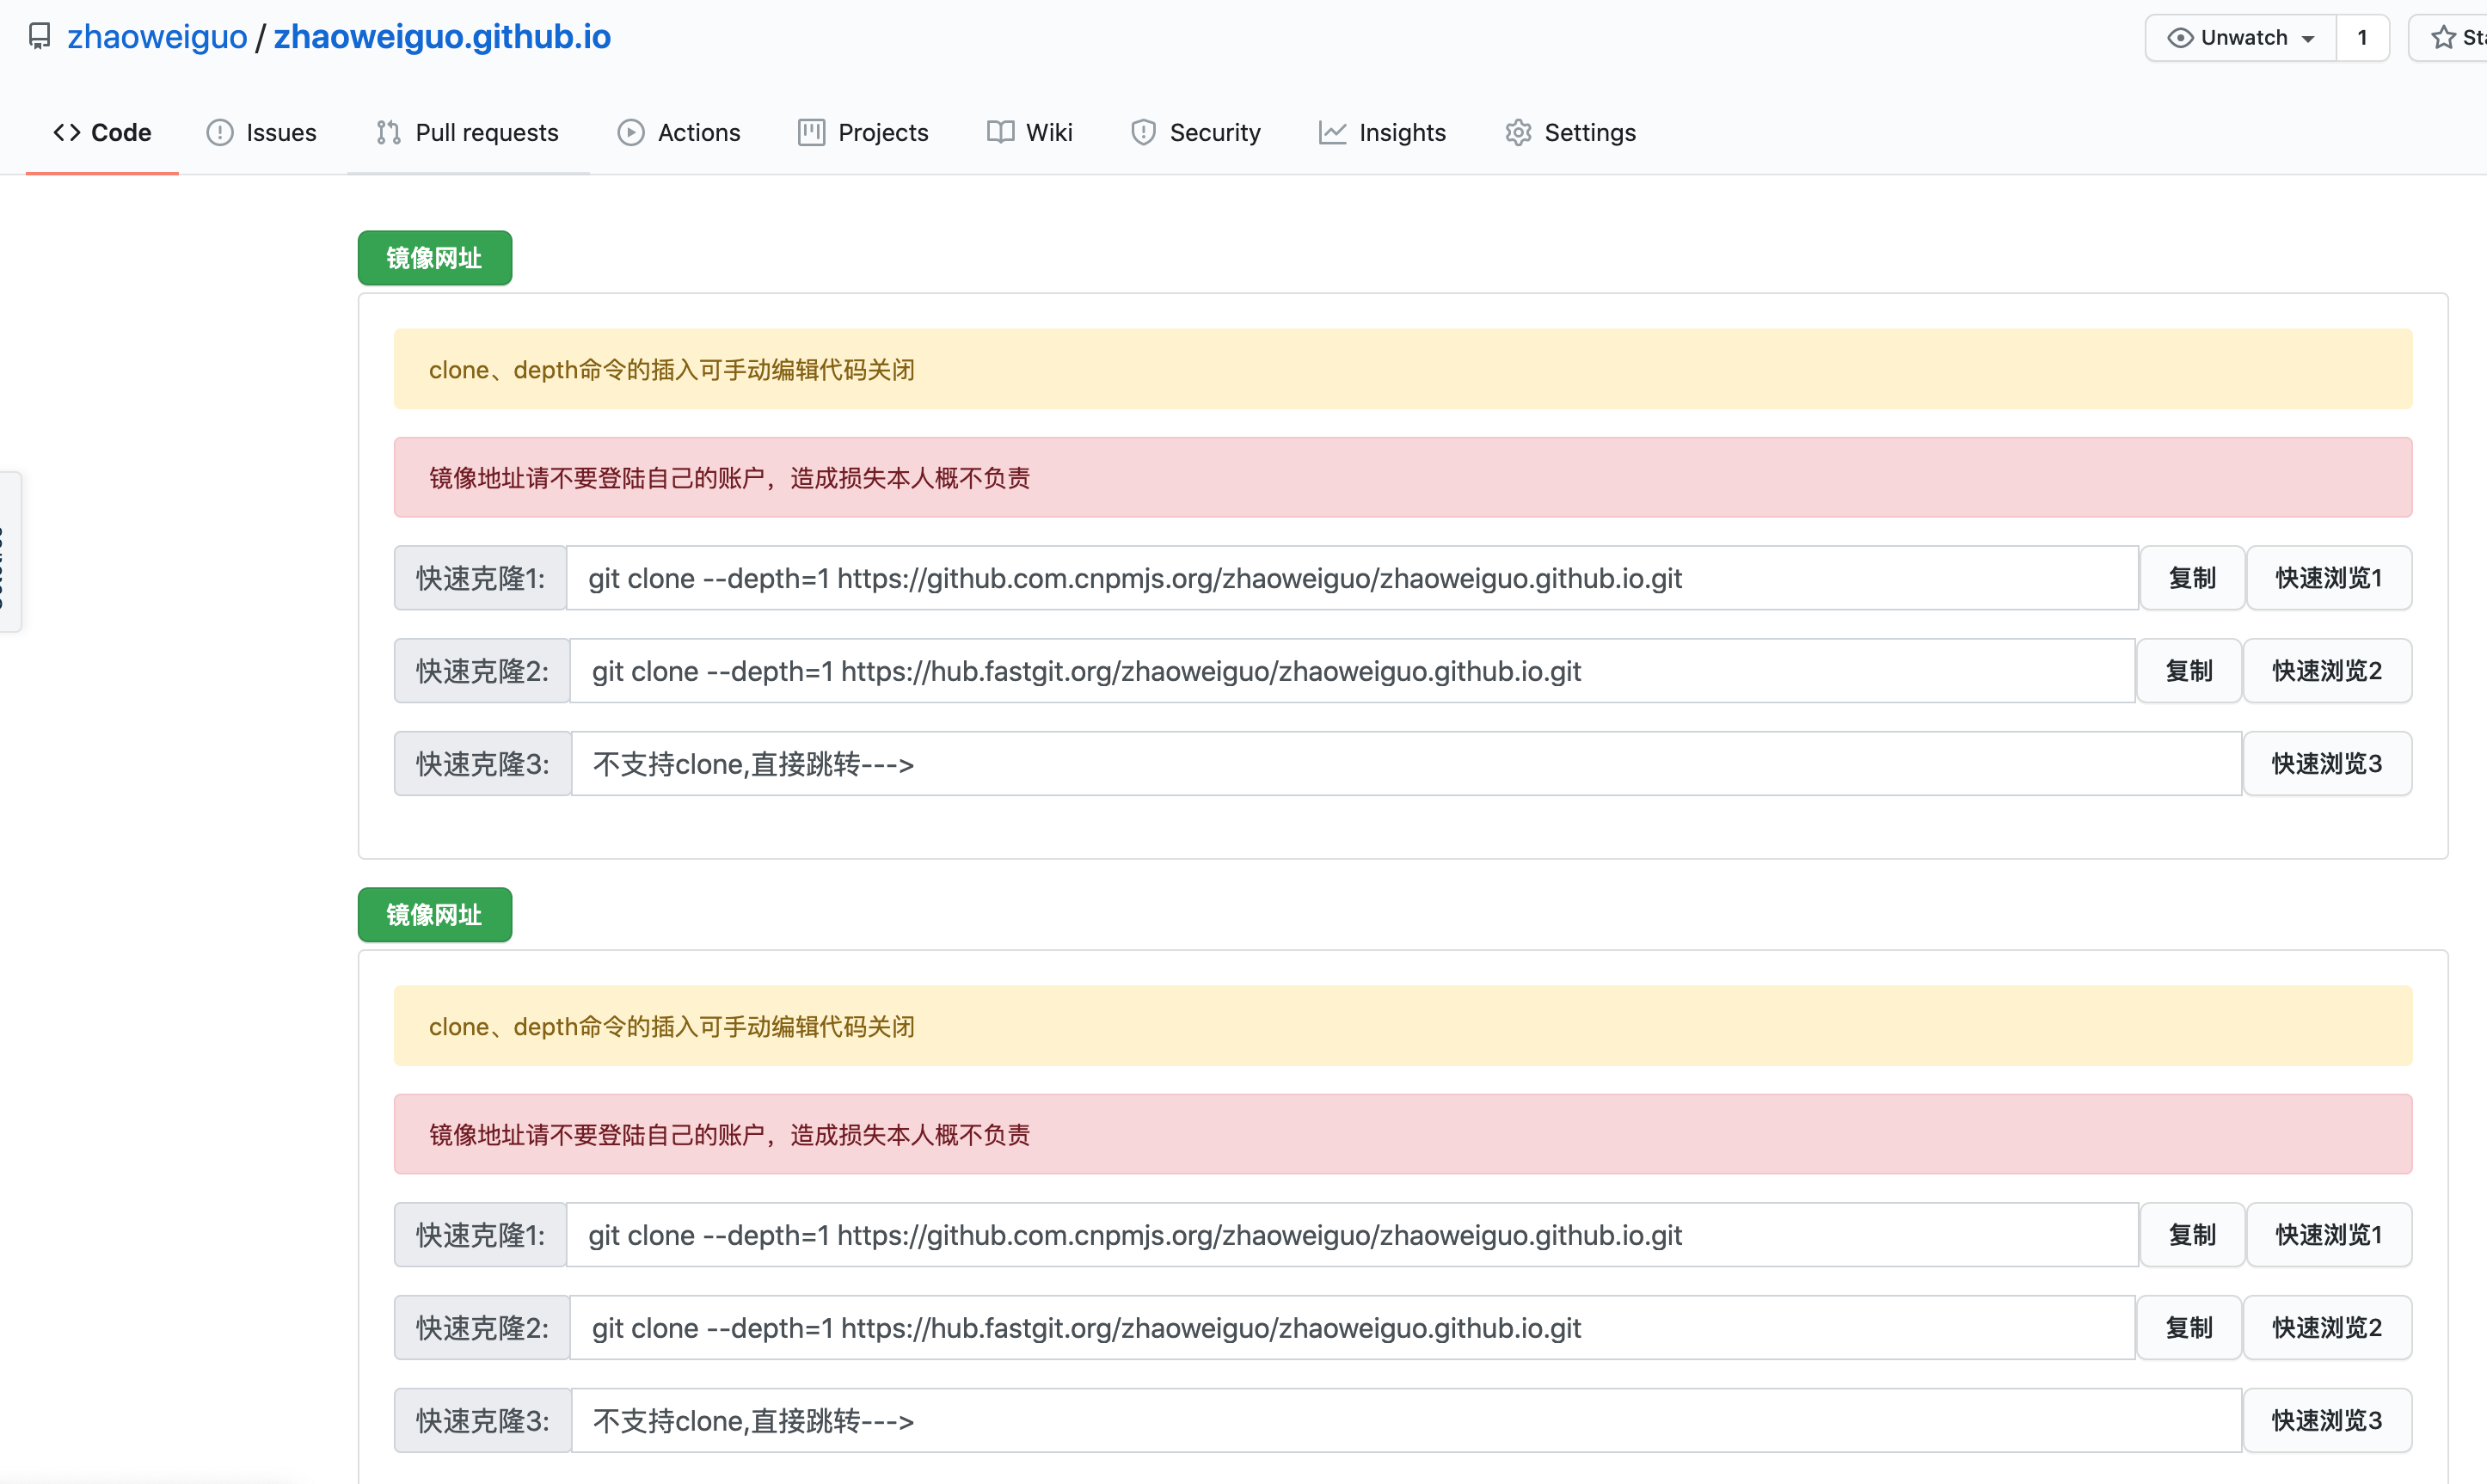 zhaoweiguo / zhaoweiguo.github.io
Unwatch 1
Code Issues Pull requests Actions Projects Wiki Security Insights Settings
镜像网址
clone、depth命令的插入可手动编辑代码关闭
镜像地址请不要登陆自己的账户，造成损失本人概不负责
快速克隆1: git clone --depth=1 https://github.com.cnpmjs.org/zhaoweiguo/zhaoweiguo.github.io.git 复制 快速浏览1
快速克隆2: git clone --depth=1 https://hub.fastgit.org/zhaoweiguo/zhaoweiguo.github.io.git 复制 快速浏览2
快速克隆3: 不支持clone,直接跳转---> 快速浏览3
镜像网址
clone、depth命令的插入可手动编辑代码关闭
镜像地址请不要登陆自己的账户，造成损失本人概不负责
快速克隆1: git clone --depth=1 https://github.com.cnpmjs.org/zhaoweiguo/zhaoweiguo.github.io.git 复制 快速浏览1
快速克隆2: git clone --depth=1 https://hub.fastgit.org/zhaoweiguo/zhaoweiguo.github.io.git 复制 快速浏览2
快速克隆3: 不支持clone,直接跳转---> 快速浏览3